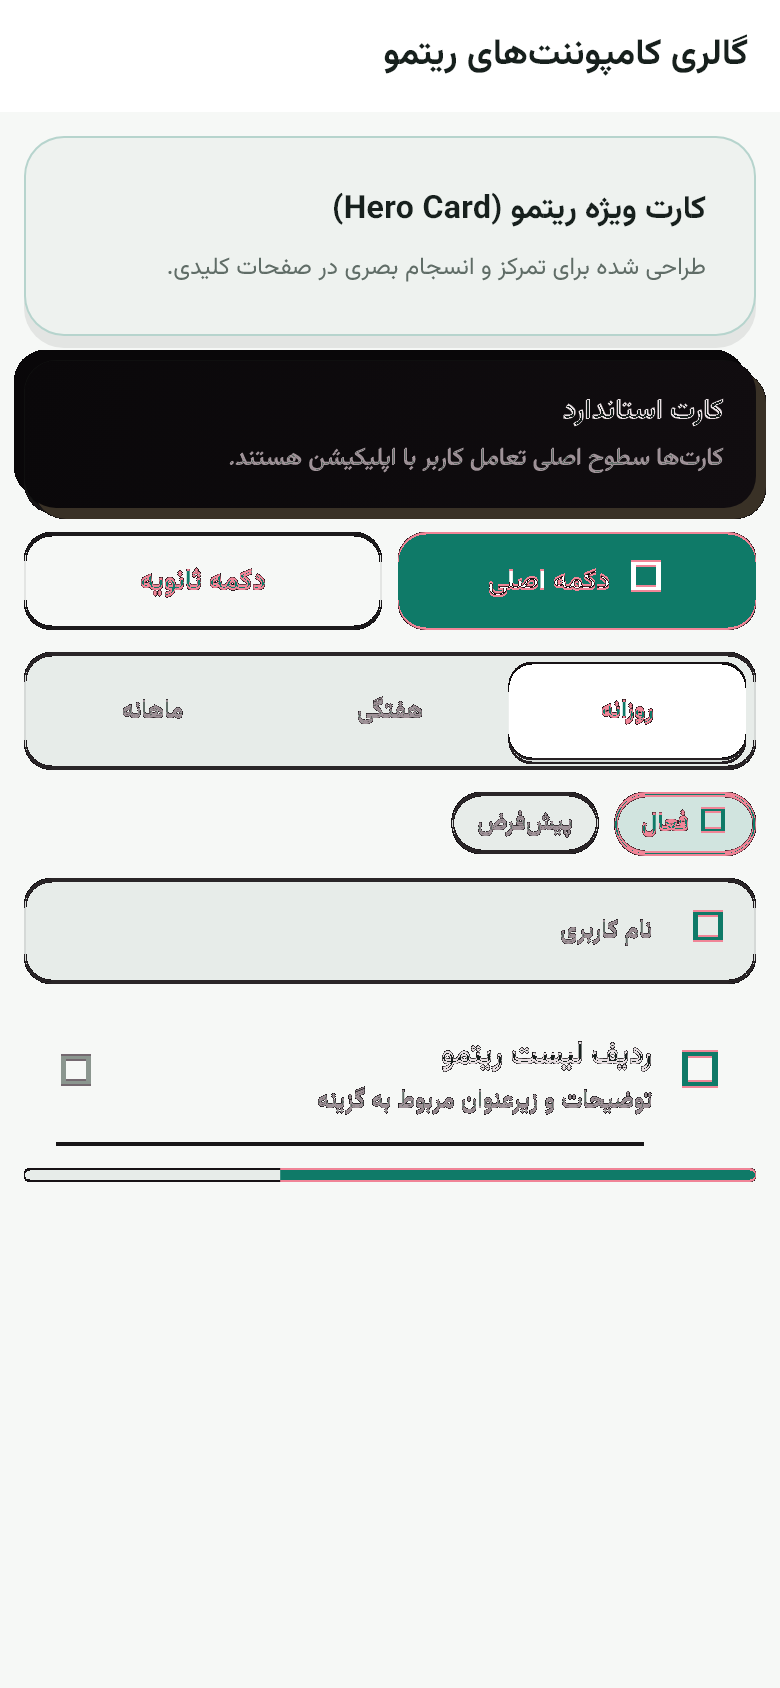 گالری کامپوننت‌های ریتمو
کارت ویژه ریتمو (Hero Card)
طراحی شده برای تمرکز و انسجام بصری در صفحات کلیدی.
کارت استاندارد
کارت‌ها سطوح اصلی تعامل کاربر با اپلیکیشن هستند.
دکمه اصلی
دکمه ثانویه
روزانه
هفتگی
ماهانه
فعال
پیش‌فرض
نام کاربری
ردیف لیست ریتمو
توضیحات و زیرعنوان مربوط به گزینه